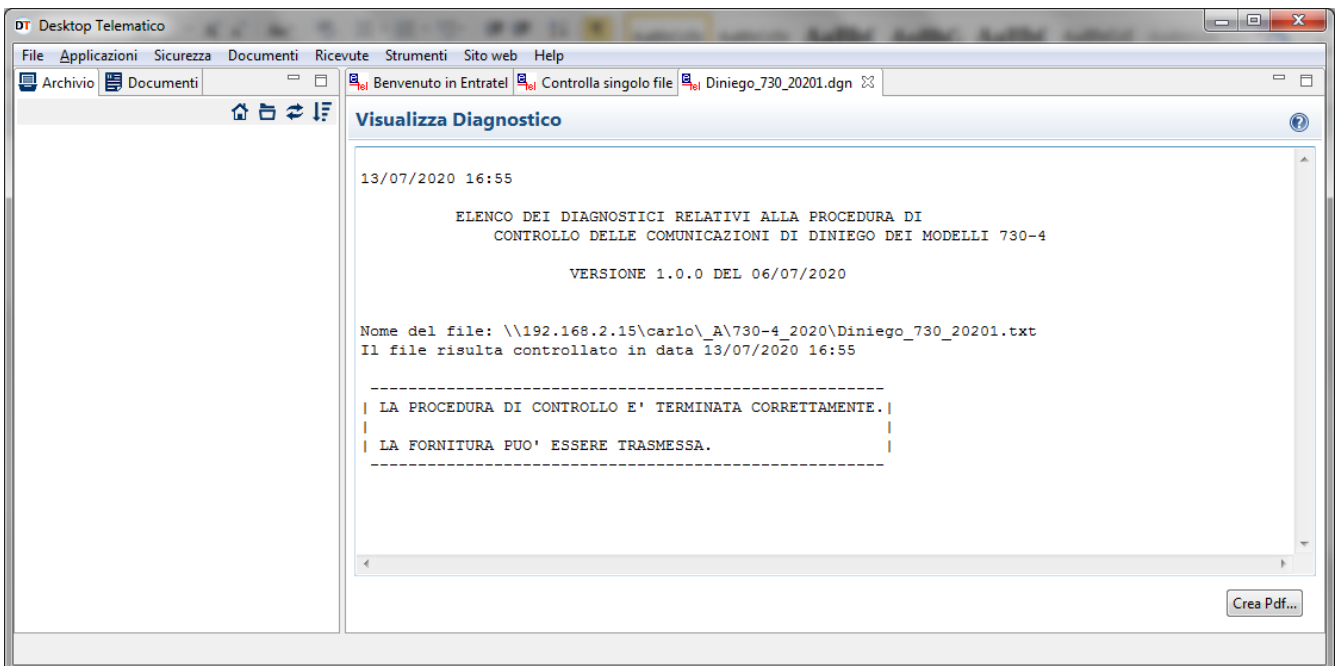 DT Desktop Telematico
File Applicazioni Sicurezza Documenti Ricevute Strumenti Sito web Help
Archivio Documenti
Benvenuto in Entratel Controlla singolo file Diniego_730_20201.dgn
Visualizza Diagnostico
13/07/2020 16:55
ELENCO DEI DIAGNOSTICI RELATIVI ALLA PROCEDURA DI
CONTROLLO DELLE COMUNICAZIONI DI DINIEGO DEI MODELLI 730-4
VERSIONE 1.0.0 DEL 06/07/2020
Nome del file: \\192.168.2.15\carlo\_A\730-4_2020\Diniego_730_20201.txt
Il file risulta controllato in data 13/07/2020 16:55
------------------------------------------------------
| LA PROCEDURA DI CONTROLLO E' TERMINATA CORRETTAMENTE.|
| |
| LA FORNITURA PUO' ESSERE TRASMESSA. |
------------------------------------------------------
Crea Pdf...